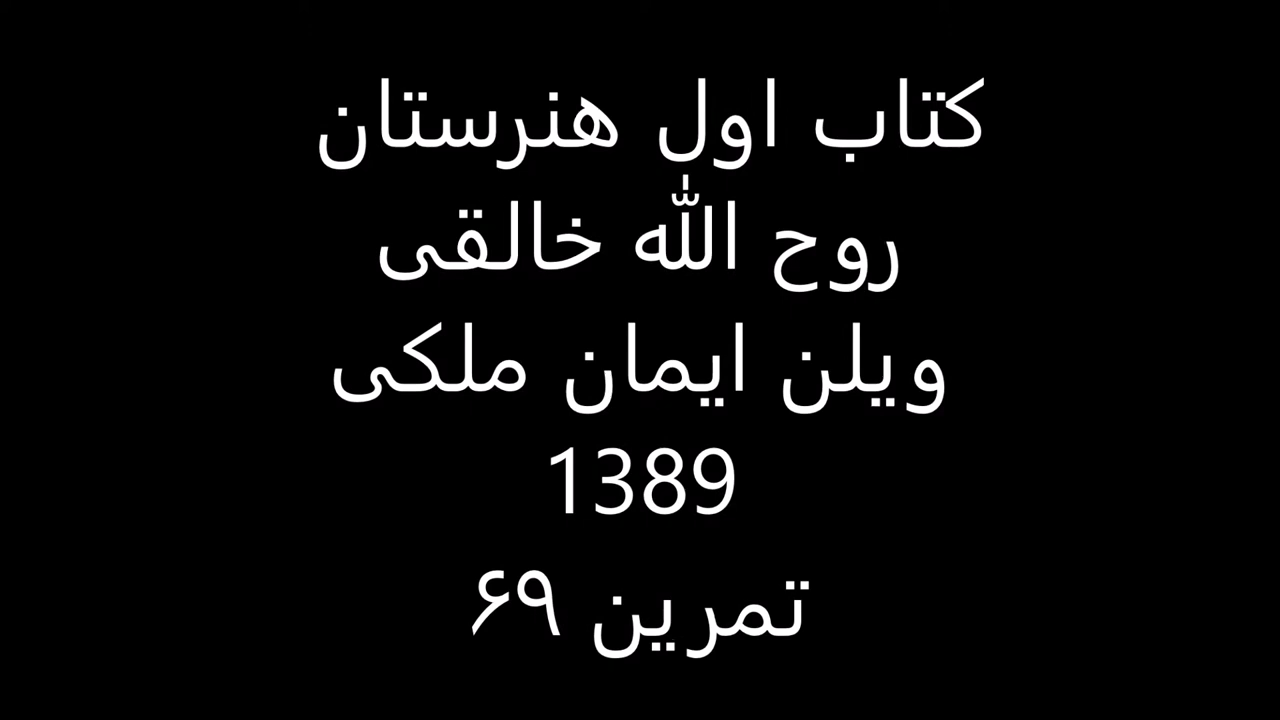 کتاب اول هنرستان
روح الله خالقی
ویلن ایمان ملکی
1389
تمرین ۶۹